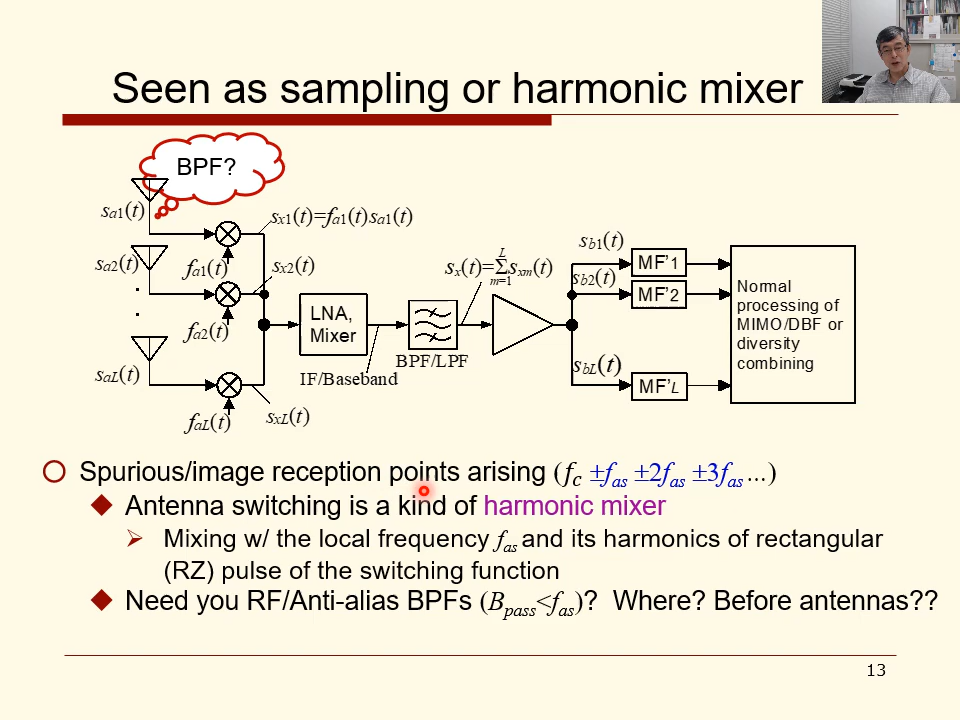 Seen as sampling or harmonic mixer
BPF?
sa1(t)
sx1(t)=fa1(t)sa1(t)
sa2(t)
fa1(t)
sx2(t)
fa2(t)
saL(t)
faL(t)
sxL(t)
LNA,
Mixer
IF/Baseband
BPF/LPF
sx(t)=Σsxm(t)
L
m=1
sb1(t)
sb2(t)
sbL(t)
MF'1
MF'2
MF'L
Normal
processing of
MIMO/DBF or
diversity
combining
Spurious/image reception points arising (fc ±fas ±2fas ±3fas...)
Antenna switching is a kind of harmonic mixer
Mixing w/ the local frequency fas and its harmonics of rectangular
(RZ) pulse of the switching function
Need you RF/Anti-alias BPFs (Bpass<fas)? Where? Before antennas??
13